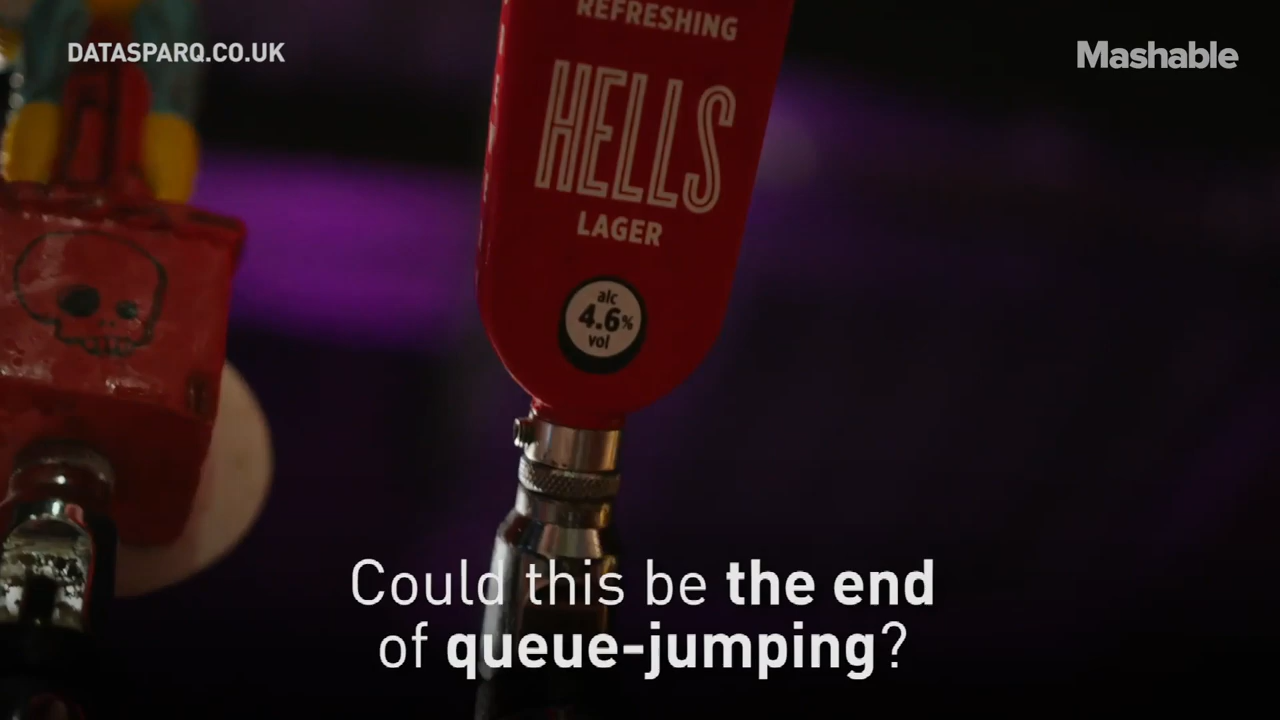 DATASPARQ.CO.UK
Mashable
REFRESHING
HELLS
LAGER
alc
4.6%
vol
Could this be the end
of queue-jumping?